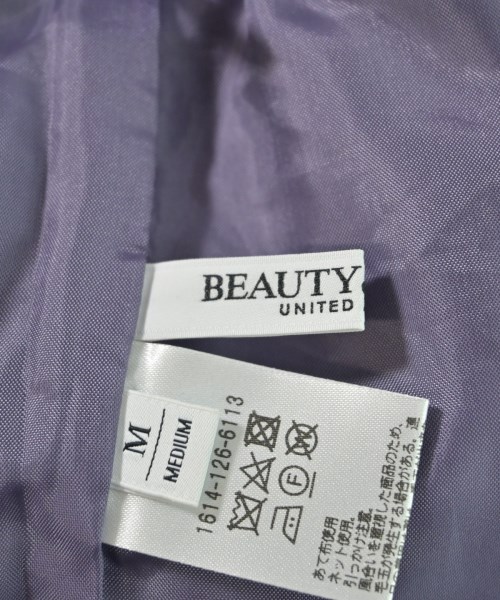 BEAUTY
UNITED
M
MEDIUM
1614-126-6113
あて布使用
ネット使用。
引っかけ注意。
風合いを重視した商品のため、
毛玉が発生する場合がある。連